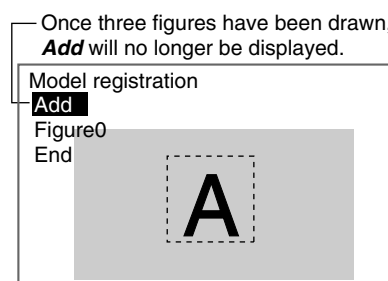 Once three figures have been drawn,
Add will no longer be displayed.
Model registration
Add
Figure0
End
A